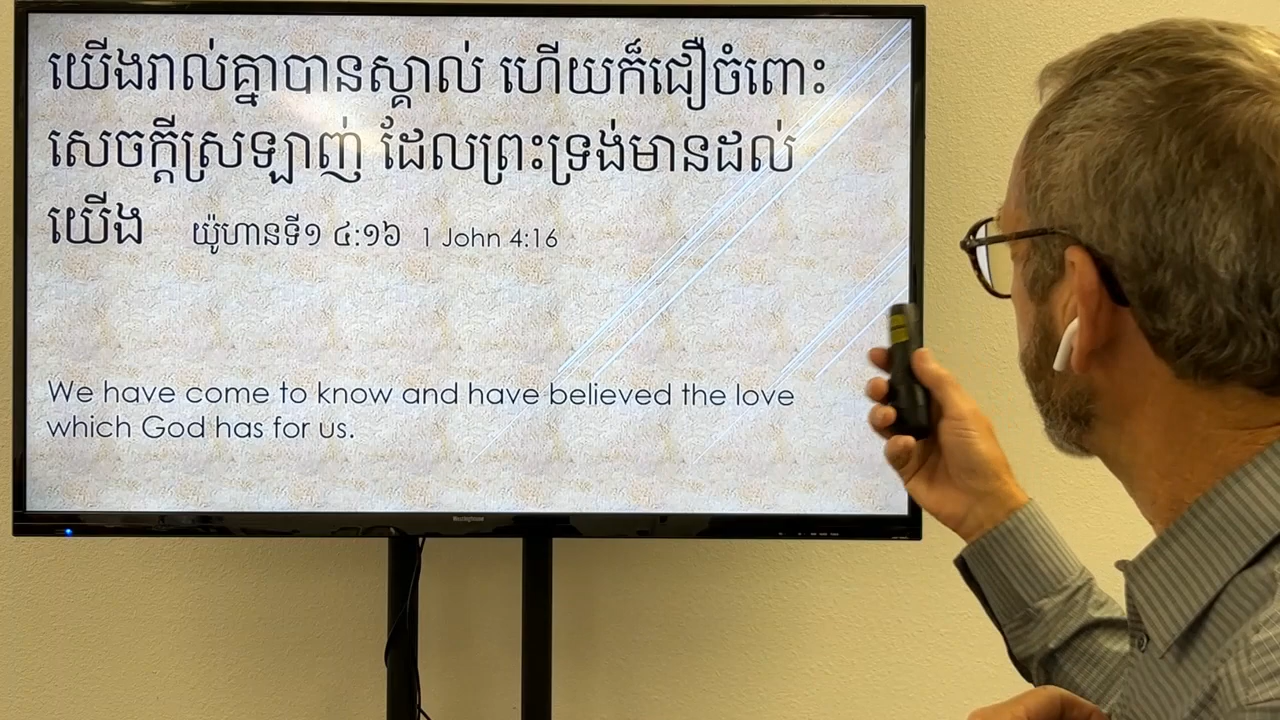 យើងរាល់គ្នាបានស្គាល់ ហើយក៏ជឿចំពោះ
សេចក្ដីស្រឡាញ់ ដែលព្រះទ្រង់មានដល់
យើង យ៉ូហានទី១ ៤:១៦ 1 John 4:16
We have come to know and have believed the love
which God has for us.
Westinghouse